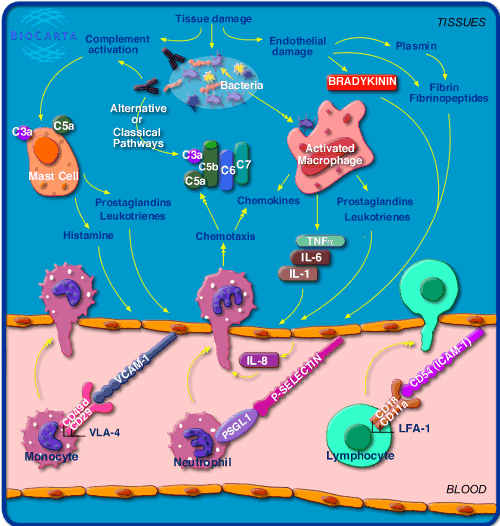 BIOCARTA
TISSUES
Tissue damage
Complement
activation
Endothelial
damage
Plasmin
BRADYKININ
Fibrin
Fibrinopeptides
Bacteria
Alternative
or
Classical
Pathways
C3a
C5a
Mast Cell
C3a
C5b
C5a
C6
C7
Activated
Macrophage
Prostaglandins
Leukotrienes
Histamine
Chemotaxis
Chemokines
Prostaglandins
Leukotrienes
TNFα
IL-6
IL-1
IL-8
VCAM-1
CD49d
CD29
VLA-4
Monocyte
P-SELECTIN
PSGL1
Neutrophil
CD54 (ICAM-1)
CD18
CD11a
LFA-1
Lymphocyte
BLOOD